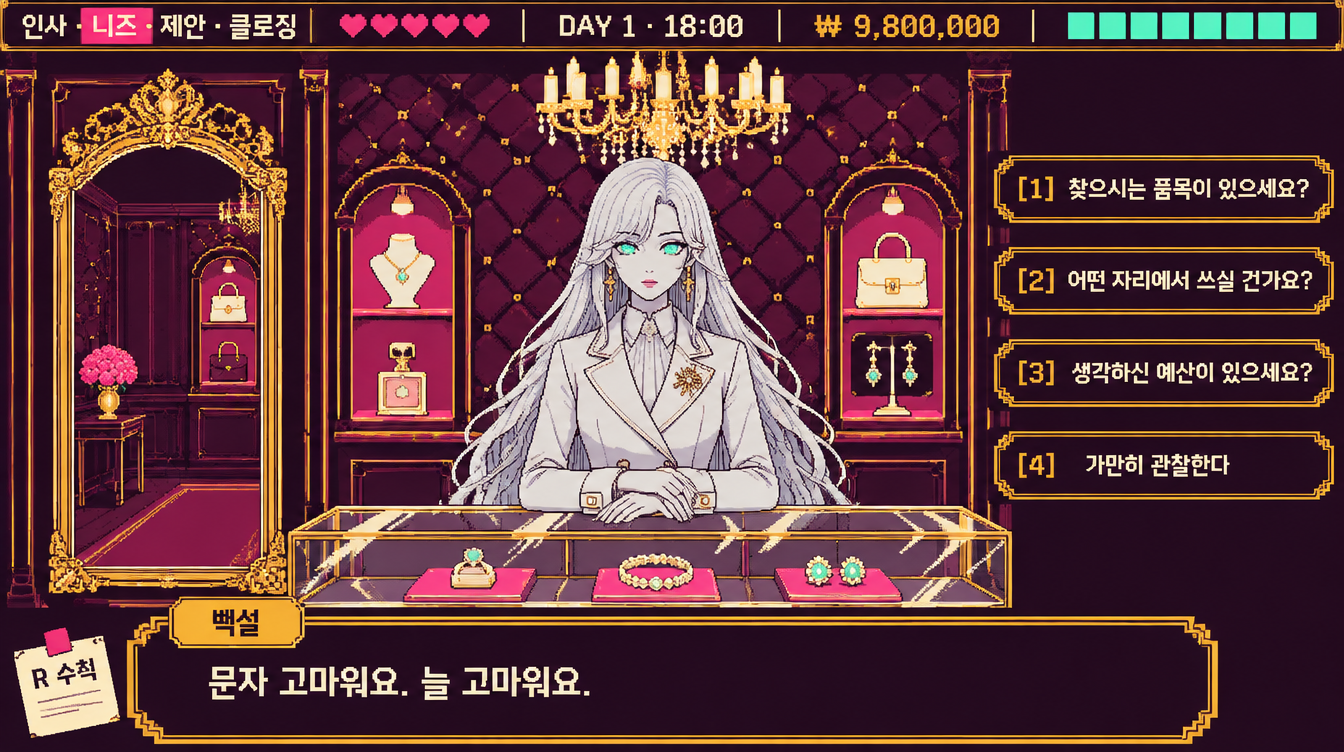 인사 · 니즈 · 제안 · 클로징
DAY 1 · 18:00
₩ 9,800,000
[1] 찾으시는 품목이 있으세요?
[2] 어떤 자리에서 쓰실 건가요?
[3] 생각하신 예산이 있으세요?
[4] 가만히 관찰한다
빽설
R 수칙
문자 고마워요. 늘 고마워요.